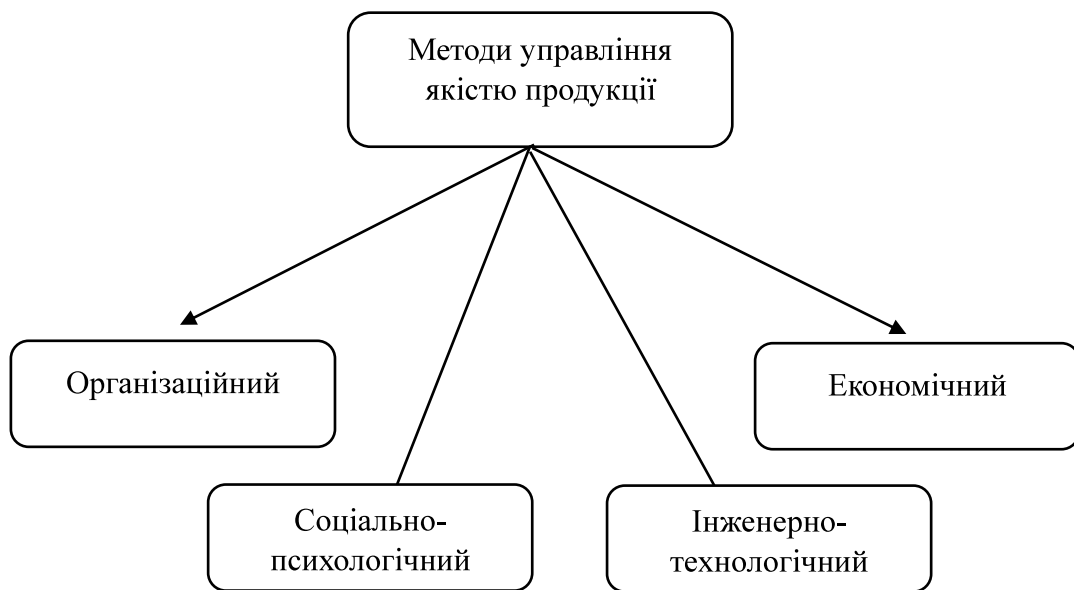 Методи управління
якістю продукції
Організаційний
Економічний
Соціально-
психологічний
Інженерно-
технологічний